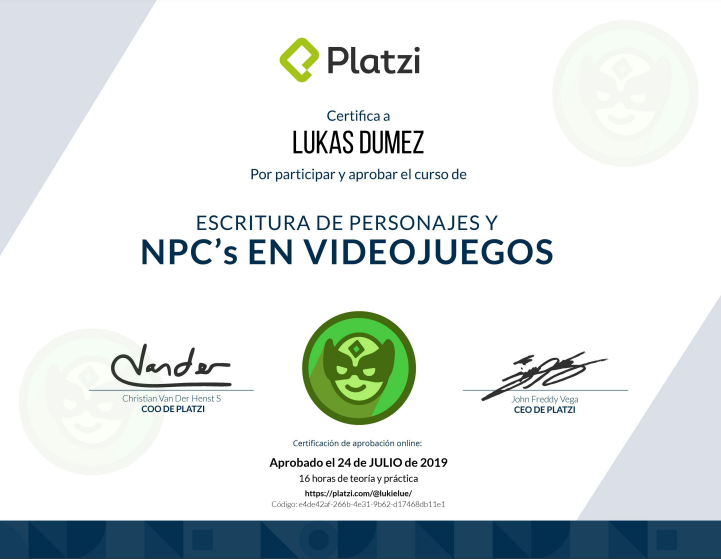 Platzi
Certifica a
LUKAS DUMEZ
Por participar y aprobar el curso de
ESCRITURA DE PERSONAJES Y
NPC's EN VIDEOJUEGOS
Vander
Christian Van Der Henst S
COO DE PLATZI
John Freddy Vega
CEO DE PLATZI
Certificación de aprobación online:
Aprobado el 24 de JULIO de 2019
16 horas de teoría y práctica
https://platzi.com/@lukielue/
Código: e4de42af-266b-4e31-9b62-d17468db11e1